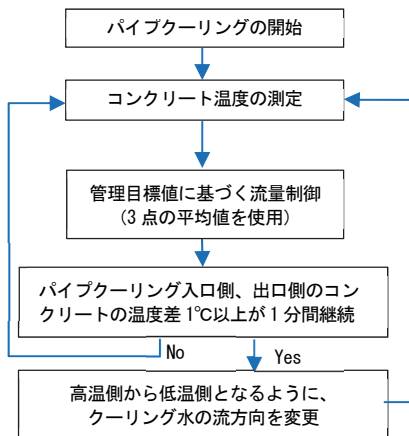 パイプクーリングの開始
コンクリート温度の測定
管理目標値に基づく流量制御
(3 点の平均値を使用)
パイプクーリング入口側、出口側のコン
クリートの温度差 1℃以上が 1 分間継続
No
Yes
高温側から低温側となるように、
クーリング水の流方向を変更